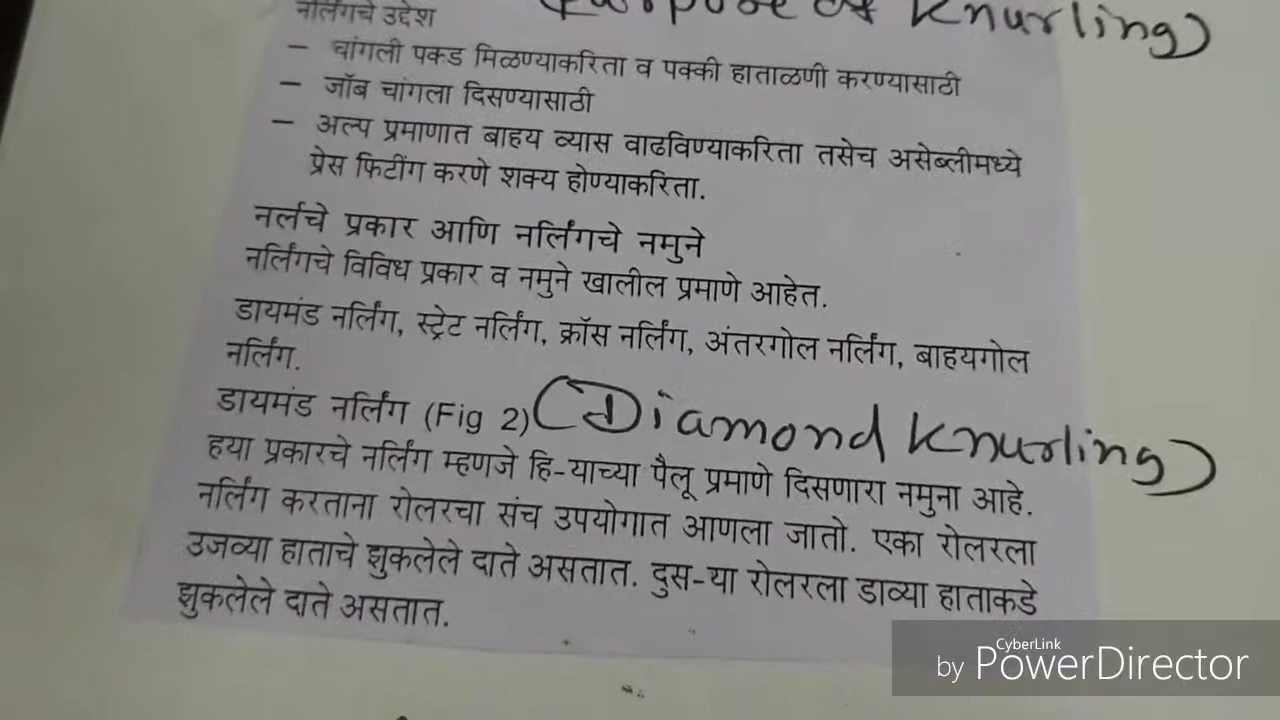 नर्लिंगचे उद्देश (Purpose of Knurling)
– चांगली पकड मिळण्याकरिता व पक्की हाताळणी करण्यासाठी
– जॉब चांगला दिसण्यासाठी
– अल्प प्रमाणात बाहय व्यास वाढविण्याकरिता तसेच असेब्लीमध्ये
प्रेस फिटींग करणे शक्य होण्याकरिता.
नर्लचे प्रकार आणि नर्लिंगचे नमुने
नर्लिंगचे विविध प्रकार व नमुने खालील प्रमाणे आहेत.
डायमंड नर्लिंग, स्ट्रेट नर्लिंग, क्रॉस नर्लिंग, अंतरगोल नर्लिंग, बाहयगोल
नर्लिंग.
डायमंड नर्लिंग (Fig 2) (Diamond Knurling)
हया प्रकारचे नर्लिंग म्हणजे हि-याच्या पैलू प्रमाणे दिसणारा नमुना आहे.
नर्लिंग करताना रोलरचा संच उपयोगात आणला जातो. एका रोलरला
उजव्या हाताचे झुकलेले दाते असतात. दुस-या रोलरला डाव्या हाताकडे
झुकलेले दाते असतात.
CyberLink
by PowerDirector